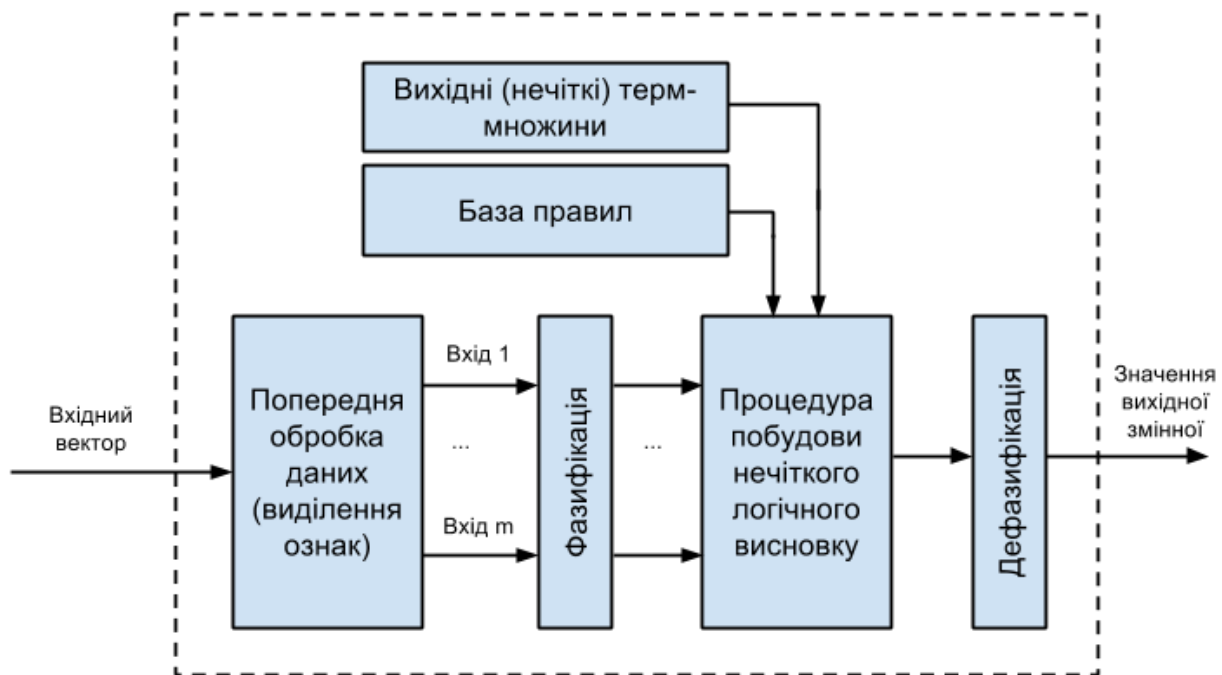 Вихідні (нечіткі) терм-
множини
База правил
Вхідний
вектор
Попередня
обробка
даних
(виділення
ознак)
Вхід 1
...
Вхід m
Фазифікація
...
Процедура
побудови
нечіткого
логічного
висновку
Дефазифікація
Значення
вихідної
змінної